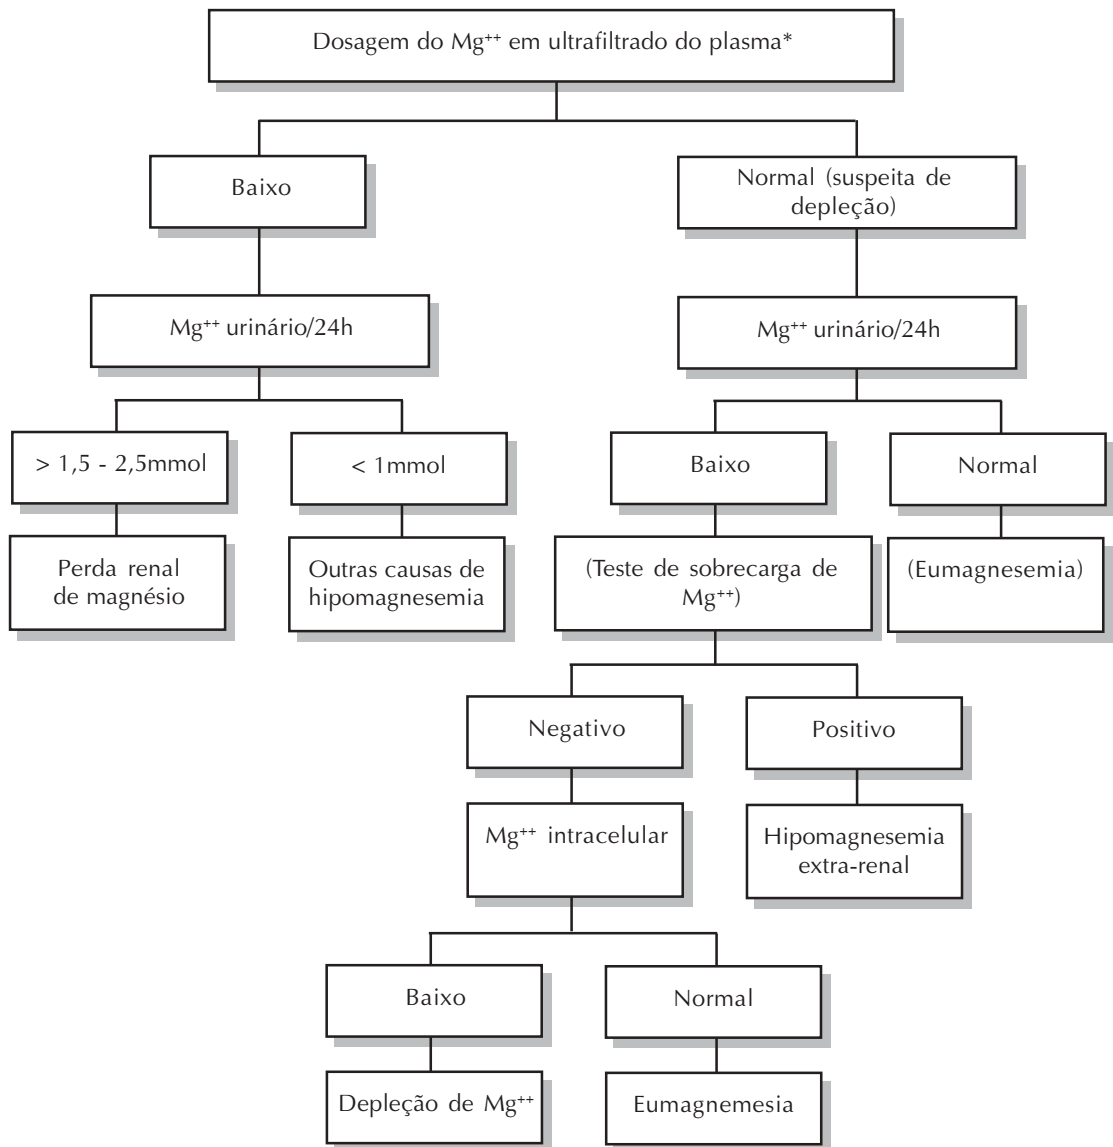 Dosagem do Mg⁺⁺ em ultrafiltrado do plasma*
Baixo
Normal (suspeita de
depleção)
Mg⁺⁺ urinário/24h
Mg⁺⁺ urinário/24h
> 1,5 - 2,5mmol
< 1mmol
Baixo
Normal
Perda renal
de magnésio
Outras causas de
hipomagnesemia
(Teste de sobrecarga de
Mg⁺⁺)
(Eumagnesemia)
Negativo
Positivo
Mg⁺⁺ intracelular
Hipomagnesemia
extra-renal
Baixo
Normal
Depleção de Mg⁺⁺
Eumagnemesia